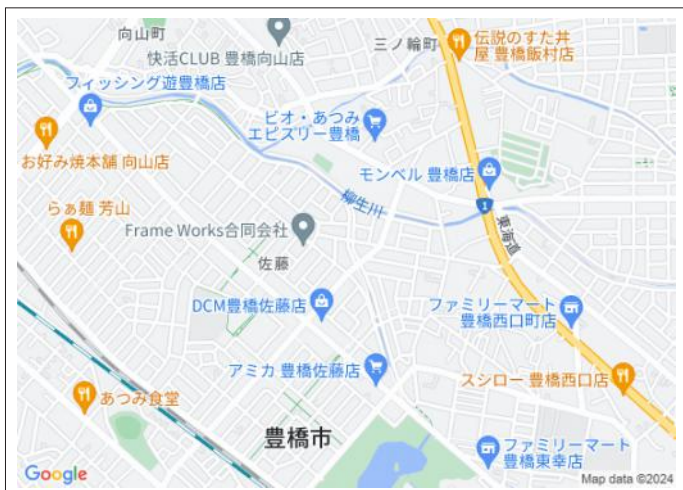 向山町
快活CLUB 豊橋向山店
三ノ輪町
伝説のすた丼
屋 豊橋飯村店
フィッシング遊豊橋店
ビオ・あつみ
エピスリー豊橋
お好み焼本舗 向山店
モンベル 豊橋店
柳生川
1
東海道
らぁ麺 芳山
Frame Works合同会社
佐藤
DCM豊橋佐藤店
ファミリーマート
豊橋西口町店
アミカ 豊橋佐藤店
スシロー 豊橋西口店
あつみ食堂
豊橋市
ファミリーマート
豊橋東幸店
Google
Map data ©2024